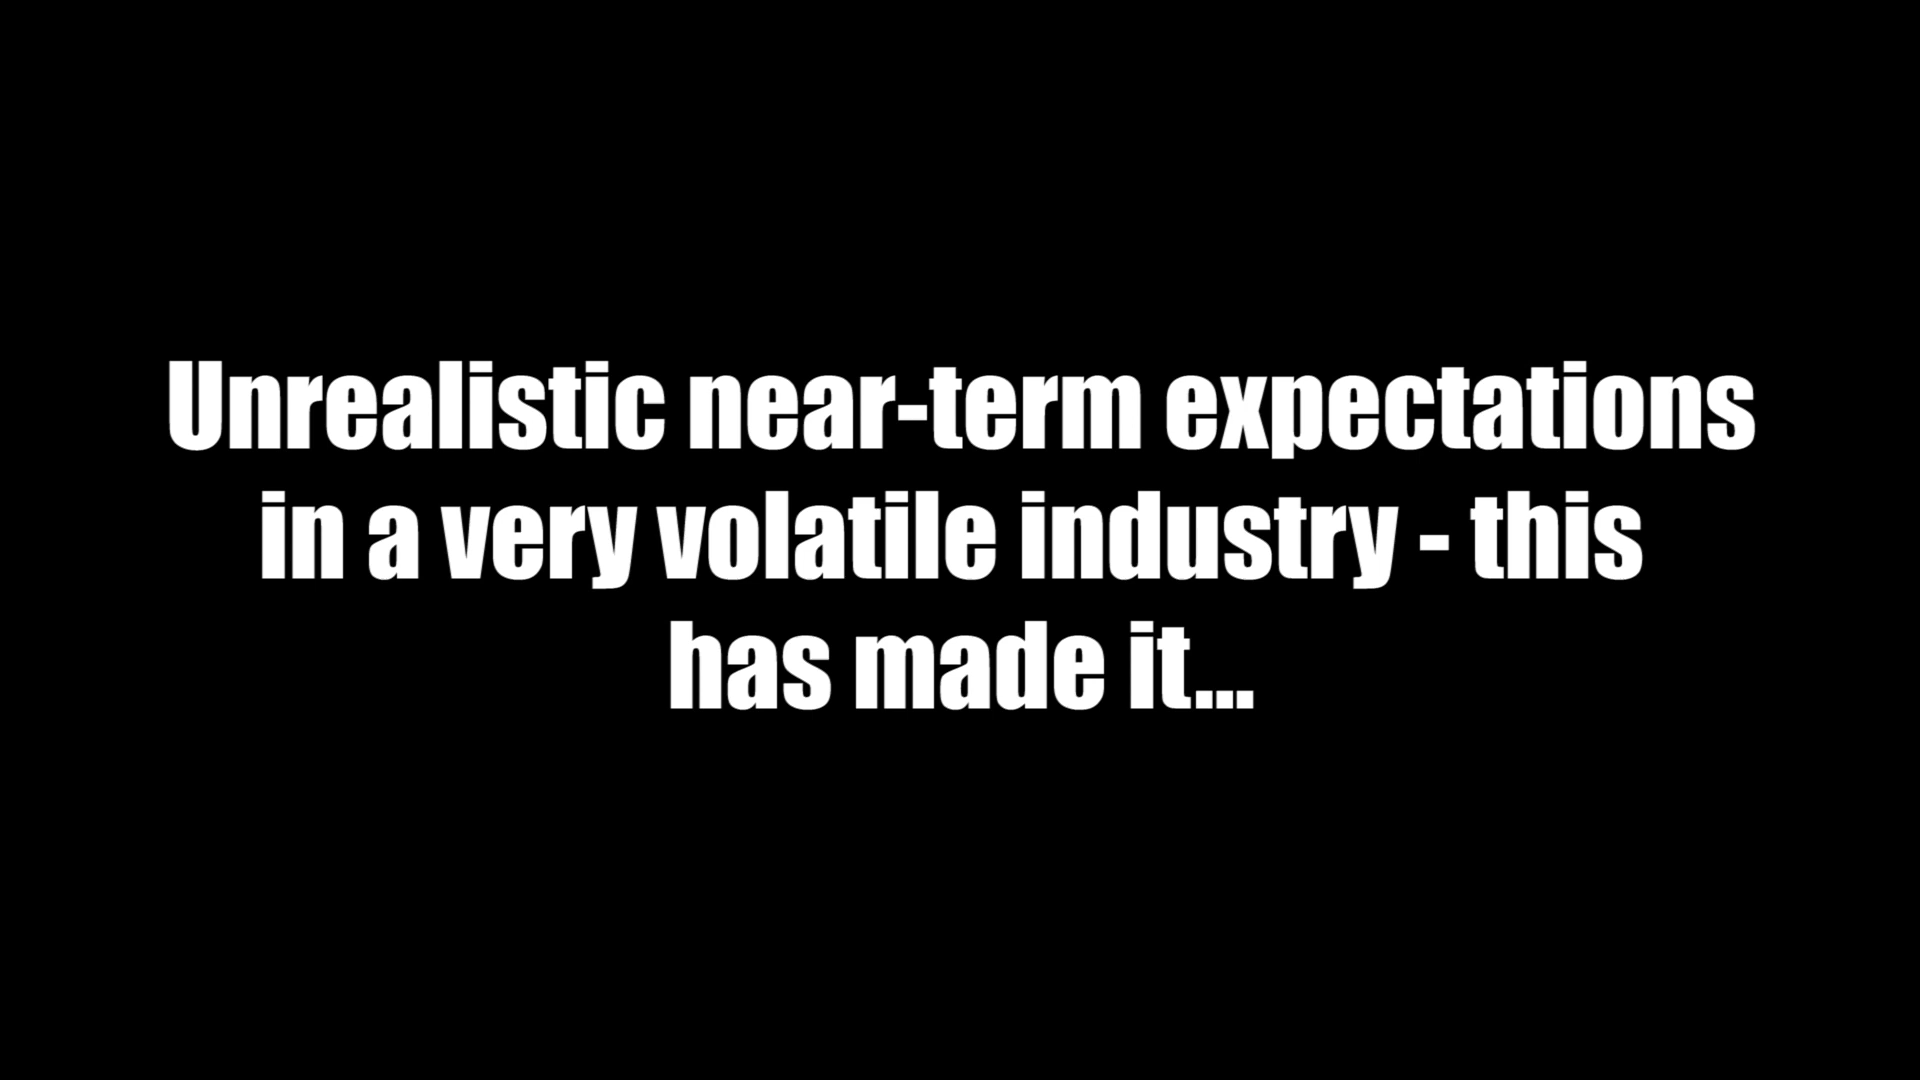 Unrealistic near-term expectations
in a very volatile industry - this
has made it...